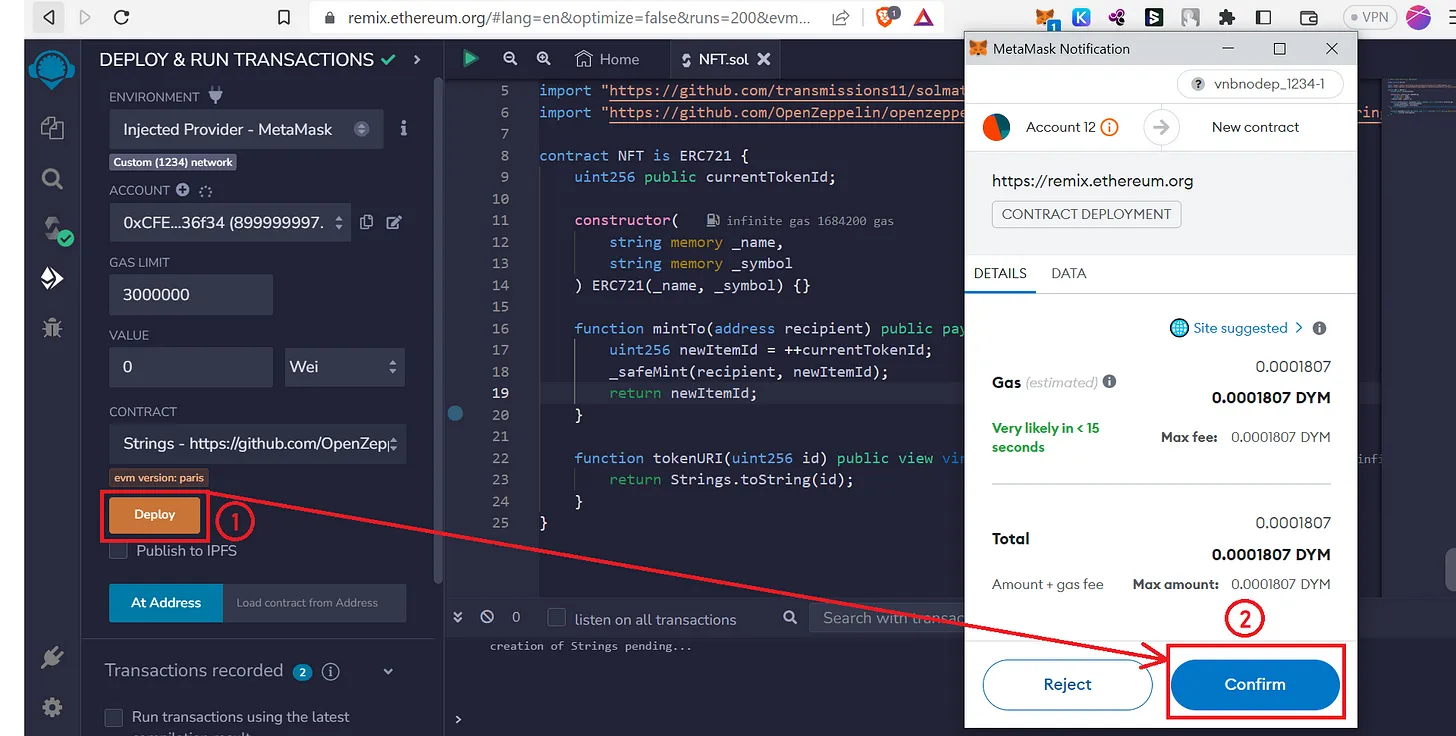 remix.ethereum.org/#lang=en&optimize=false&runs=200&evm...
1
1
VPN
DEPLOY & RUN TRANSACTIONS
ENVIRONMENT
Injected Provider - MetaMask
Custom (1234) network
ACCOUNT
0xCFE...36f34 (899999997.
GAS LIMIT
3000000
VALUE
0
Wei
CONTRACT
Strings - https://github.com/OpenZepp
evm version: paris
Deploy
1
Publish to IPFS
At Address
Load contract from Address
Transactions recorded 2 i
Run transactions using the latest
Home
NFT.sol
5 import "https://github.com/transmissions11/solmat
6 import "https://github.com/OpenZeppelin/openzeppe
7
8 contract NFT is ERC721 {
9 uint256 public currentTokenId;
10
11 constructor( infinite gas 1684200 gas
12 string memory _name,
13 string memory _symbol
14 ) ERC721(_name, _symbol) {}
15
16 function mintTo(address recipient) public pay
17 uint256 newItemId = ++currentTokenId;
18 _safeMint(recipient, newItemId);
19 return newItemId;
20 }
21
22 function tokenURI(uint256 id) public view vir
23 return Strings.toString(id);
24 }
25 }
0
listen on all transactions
Search with transac
creation of Strings pending...
>
MetaMask Notification
vnbnodep_1234-1
Account 12
New contract
https://remix.ethereum.org
CONTRACT DEPLOYMENT
DETAILS
DATA
Site suggested >
0.0001807
Gas (estimated)
0.0001807 DYM
Very likely in < 15
seconds
Max fee: 0.0001807 DYM
0.0001807
Total
0.0001807 DYM
Amount + gas fee
Max amount: 0.0001807 DYM
2
Reject
Confirm